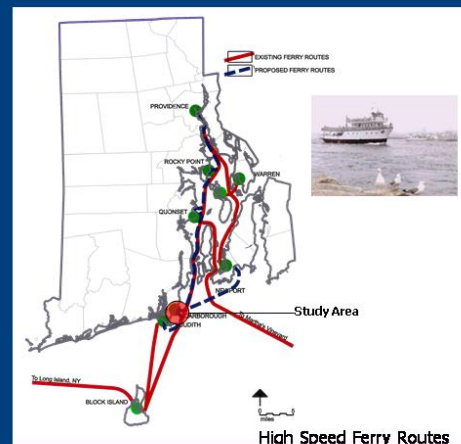 EXISTING FERRY ROUTES
PROPOSED FERRY ROUTES
PROVIDENCE
ROCKY POINT
WARREN
QUONSET
NEWPORT
Study Area
ARBOROUGH
JUDITH
To Martha's Vineyard
To Long Island, NY
BLOCK ISLAND
miles
High Speed Ferry Routes